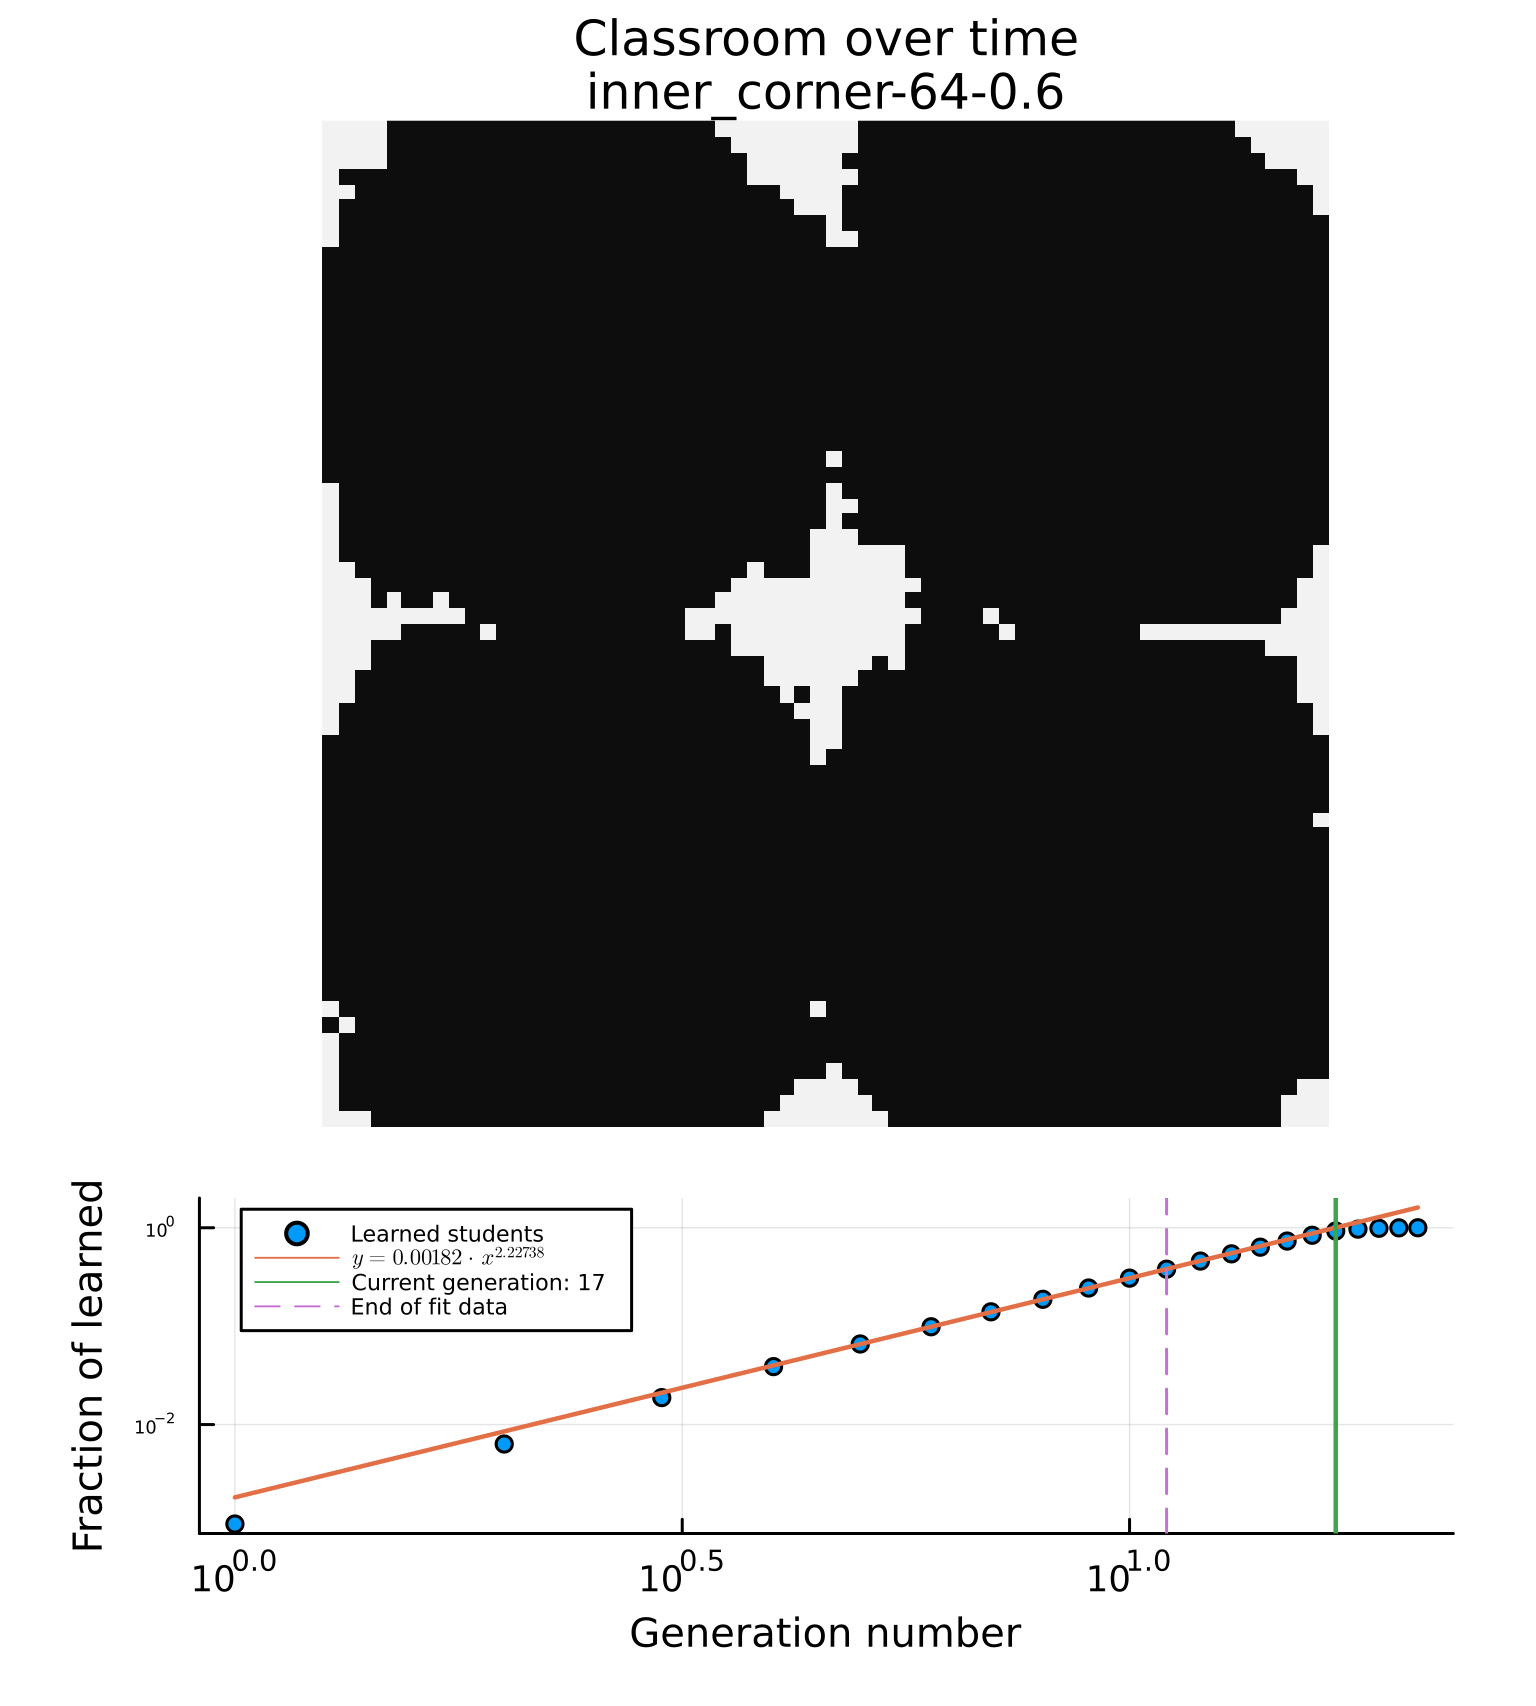 Classroom over time
inner_corner-64-0.6
Fraction of learned
10^0
10^−2
Learned students
y = 0.00182 · x^2.22738
Current generation: 17
End of fit data
10^0.0
10^0.5
10^1.0
Generation number